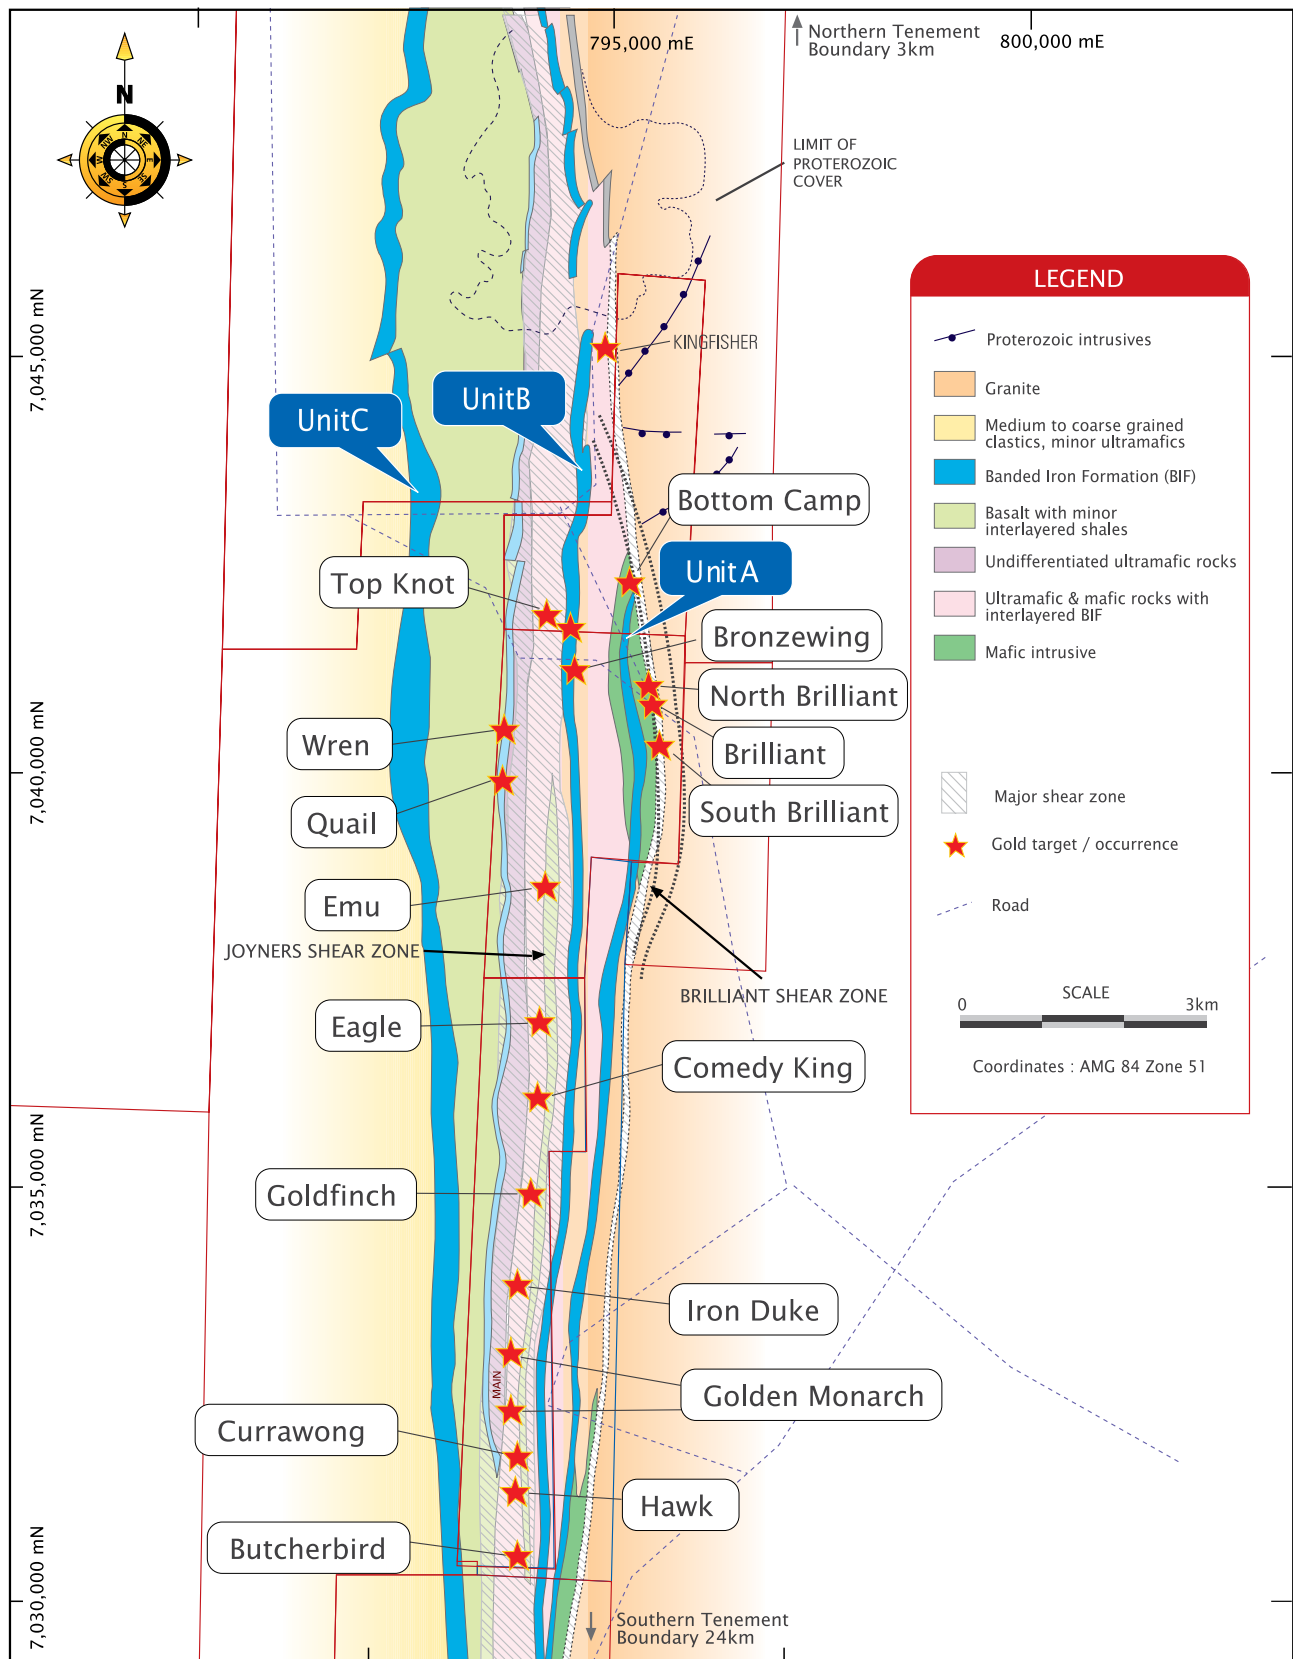 795,000 mE
Northern Tenement
Boundary 3km
800,000 mE
N
N
NE
E
SE
S
SW
W
NW
LIMIT OF
PROTEROZOIC
COVER
7,045,000 mN
KINGFISHER
UnitC
UnitB
Bottom Camp
Unit A
Top Knot
Bronzewing
North Brilliant
Wren
Brilliant
7,040,000 mN
Quail
South Brilliant
Emu
JOYNERS SHEAR ZONE
BRILLIANT SHEAR ZONE
Eagle
Comedy King
7,035,000 mN
Goldfinch
Iron Duke
MAIN
Golden Monarch
Currawong
Hawk
Butcherbird
7,030,000 mN
Southern Tenement
Boundary 24km
LEGEND
Proterozoic intrusives
Granite
Medium to coarse grained
clastics, minor ultramafics
Banded Iron Formation (BIF)
Basalt with minor
interlayered shales
Undifferentiated ultramafic rocks
Ultramafic & mafic rocks with
interlayered BIF
Mafic intrusive
Major shear zone
Gold target / occurrence
Road
SCALE
0 3km
Coordinates : AMG 84 Zone 51